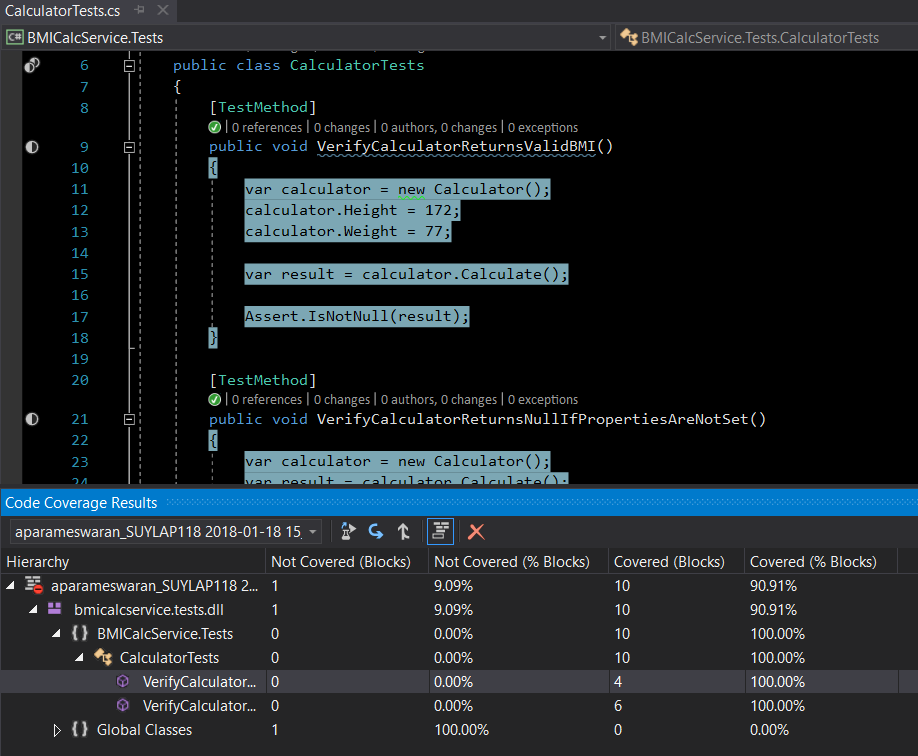 CalculatorTests.cs
C# BMICalcService.Tests BMICalcService.Tests.CalculatorTests
6 public class CalculatorTests
7 {
8 [TestMethod]
0 references | 0 changes | 0 authors, 0 changes | 0 exceptions
9 public void VerifyCalculatorReturnsValidBMI()
10 {
11 var calculator = new Calculator();
12 calculator.Height = 172;
13 calculator.Weight = 77;
14
15 var result = calculator.Calculate();
16
17 Assert.IsNotNull(result);
18 }
19
20 [TestMethod]
0 references | 0 changes | 0 authors, 0 changes | 0 exceptions
21 public void VerifyCalculatorReturnsNullIfPropertiesAreNotSet()
22 {
23 var calculator = new Calculator();
24 var result = calculator.Calculate();
Code Coverage Results
aparameswaran_SUYLAP118 2018-01-18 15
Hierarchy Not Covered (Blocks) Not Covered (% Blocks) Covered (Blocks) Covered (% Blocks)
aparameswaran_SUYLAP118 2... 1 9.09% 10 90.91%
bmicalcservice.tests.dll 1 9.09% 10 90.91%
{} BMICalcService.Tests 0 0.00% 10 100.00%
CalculatorTests 0 0.00% 10 100.00%
VerifyCalculator... 0 0.00% 4 100.00%
VerifyCalculator... 0 0.00% 6 100.00%
{} Global Classes 1 100.00% 0 0.00%